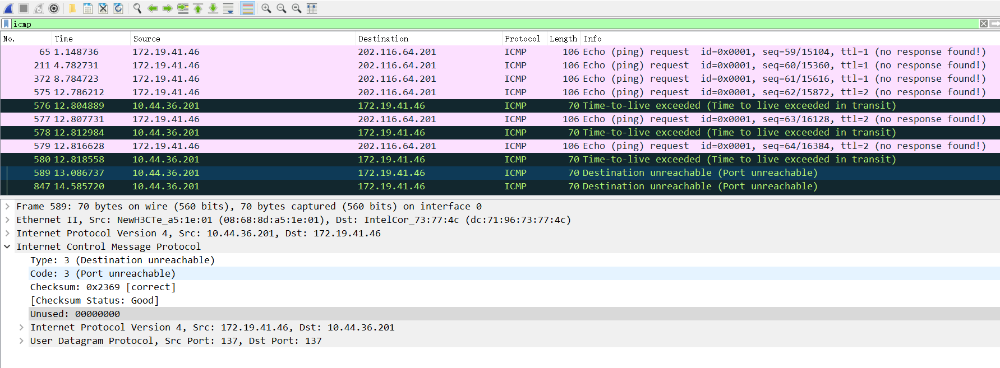 icmp
No. Time Source Destination Protocol Length Info
65 1.148736 172.19.41.46 202.116.64.201 ICMP 106 Echo (ping) request id=0x0001, seq=59/15104, ttl=1 (no response found!)
211 4.782731 172.19.41.46 202.116.64.201 ICMP 106 Echo (ping) request id=0x0001, seq=60/15360, ttl=1 (no response found!)
372 8.784723 172.19.41.46 202.116.64.201 ICMP 106 Echo (ping) request id=0x0001, seq=61/15616, ttl=1 (no response found!)
575 12.786212 172.19.41.46 202.116.64.201 ICMP 106 Echo (ping) request id=0x0001, seq=62/15872, ttl=2 (no response found!)
576 12.804889 10.44.36.201 172.19.41.46 ICMP 70 Time-to-live exceeded (Time to live exceeded in transit)
577 12.807731 172.19.41.46 202.116.64.201 ICMP 106 Echo (ping) request id=0x0001, seq=63/16128, ttl=2 (no response found!)
578 12.812984 10.44.36.201 172.19.41.46 ICMP 70 Time-to-live exceeded (Time to live exceeded in transit)
579 12.816628 172.19.41.46 202.116.64.201 ICMP 106 Echo (ping) request id=0x0001, seq=64/16384, ttl=2 (no response found!)
580 12.818558 10.44.36.201 172.19.41.46 ICMP 70 Time-to-live exceeded (Time to live exceeded in transit)
589 13.086737 10.44.36.201 172.19.41.46 ICMP 70 Destination unreachable (Port unreachable)
847 14.585720 10.44.36.201 172.19.41.46 ICMP 70 Destination unreachable (Port unreachable)
Frame 589: 70 bytes on wire (560 bits), 70 bytes captured (560 bits) on interface 0
Ethernet II, Src: NewH3CTe_a5:1e:01 (08:68:8d:a5:1e:01), Dst: IntelCor_73:77:4c (dc:71:96:73:77:4c)
Internet Protocol Version 4, Src: 10.44.36.201, Dst: 172.19.41.46
Internet Control Message Protocol
Type: 3 (Destination unreachable)
Code: 3 (Port unreachable)
Checksum: 0x2369 [correct]
[Checksum Status: Good]
Unused: 00000000
Internet Protocol Version 4, Src: 172.19.41.46, Dst: 10.44.36.201
User Datagram Protocol, Src Port: 137, Dst Port: 137